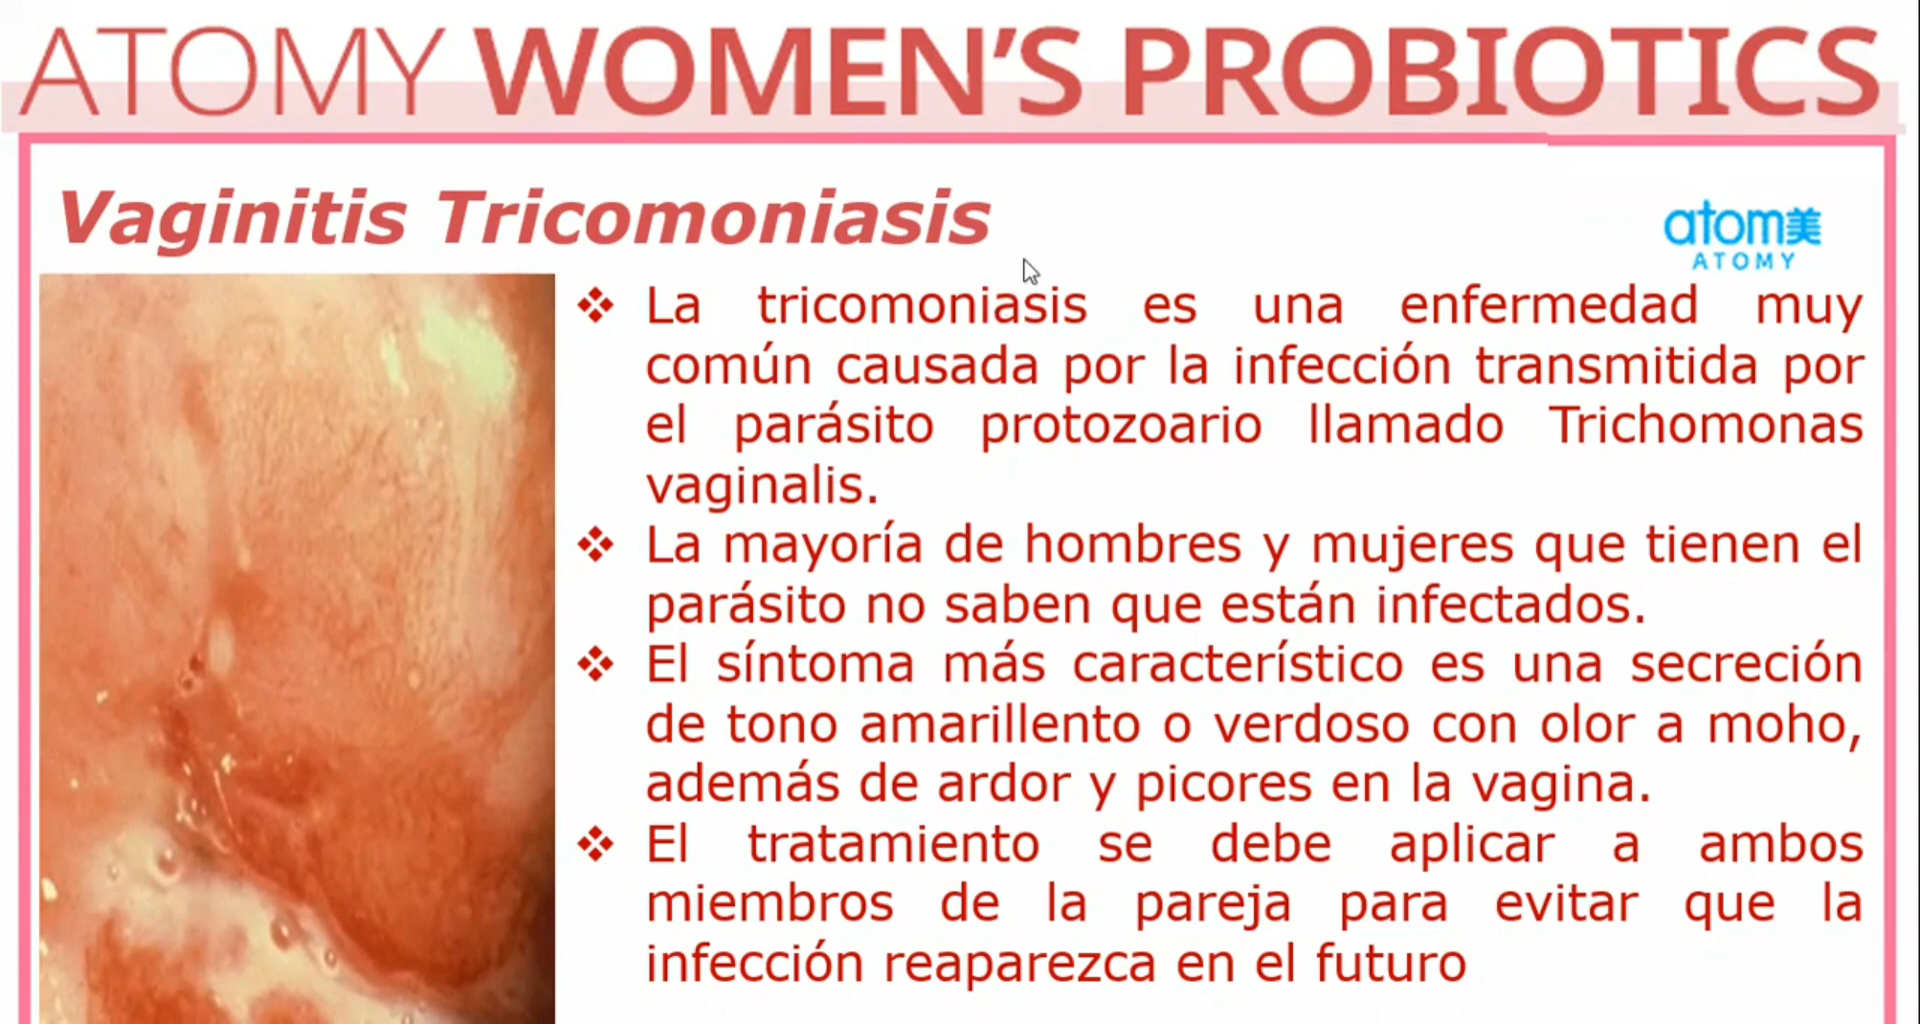 ATOMY WOMEN'S PROBIOTICS
Vaginitis Tricomoniasis
atom美
ATOMY
❖ La tricomoniasis es una enfermedad muy
común causada por la infección transmitida por
el parásito protozoario llamado Trichomonas
vaginalis.
❖ La mayoría de hombres y mujeres que tienen el
parásito no saben que están infectados.
❖ El síntoma más característico es una secreción
de tono amarillento o verdoso con olor a moho,
además de ardor y picores en la vagina.
❖ El tratamiento se debe aplicar a ambos
miembros de la pareja para evitar que la
infección reaparezca en el futuro